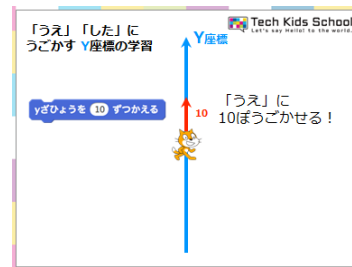 「うえ」「した」に
うごかす Y座標の学習
Tech Kids School
Let's say Hello! to the world.
Y座標
yざひょうを 10 ずつかえる
10
「うえ」に
10ぽうごかせる！